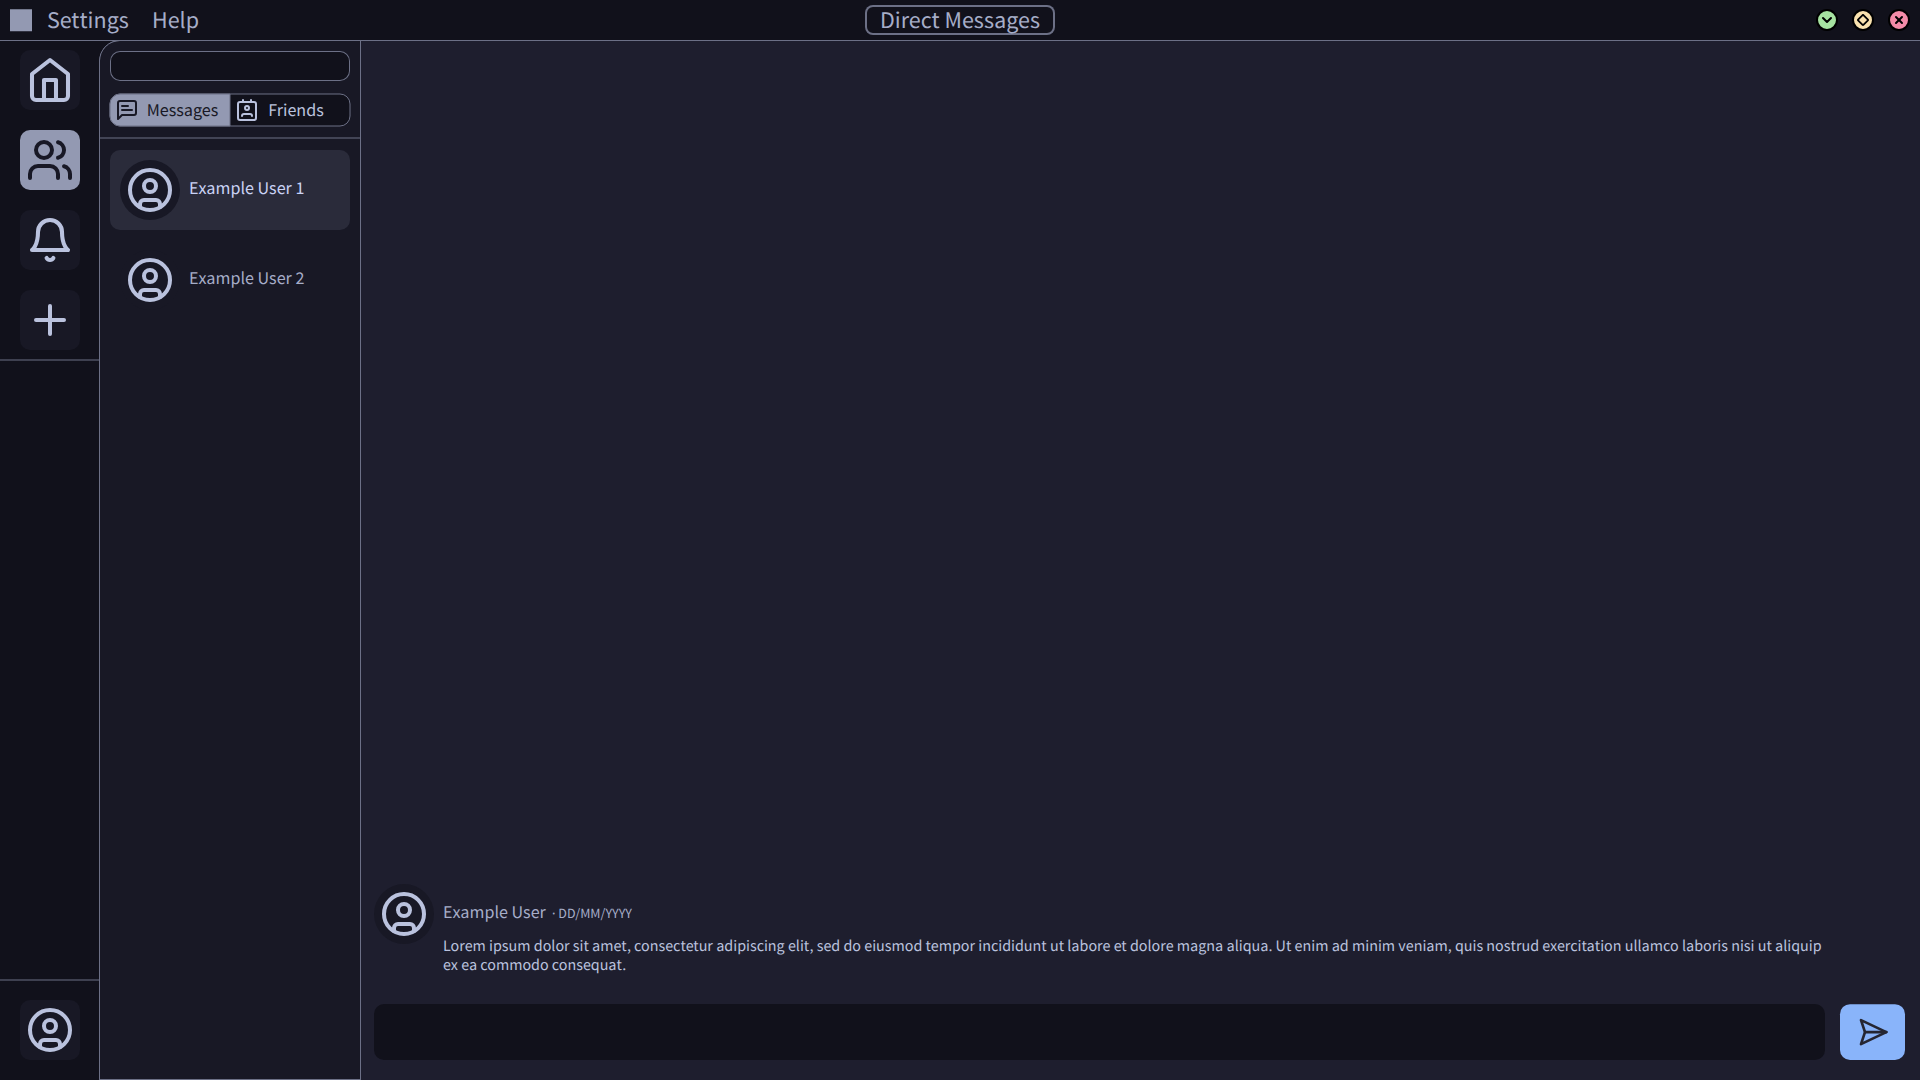 Settings Help Direct Messages
Messages Friends
Example User 1
Example User 2
Example User · DD/MM/YYYY
Lorem ipsum dolor sit amet, consectetur adipiscing elit, sed do eiusmod tempor incididunt ut labore et dolore magna aliqua. Ut enim ad minim veniam, quis nostrud exercitation ullamco laboris nisi ut aliquip
ex ea commodo consequat.